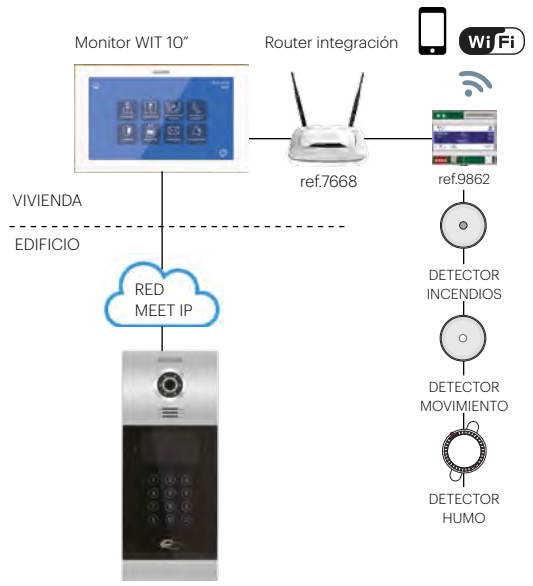 Monitor WIT 10”
Router integración
WiFi
ref.7668
ref.9862
VIVIENDA
EDIFICIO
RED
MEET IP
DETECTOR
INCENDIOS
DETECTOR
MOVIMIENTO
DETECTOR
HUMO